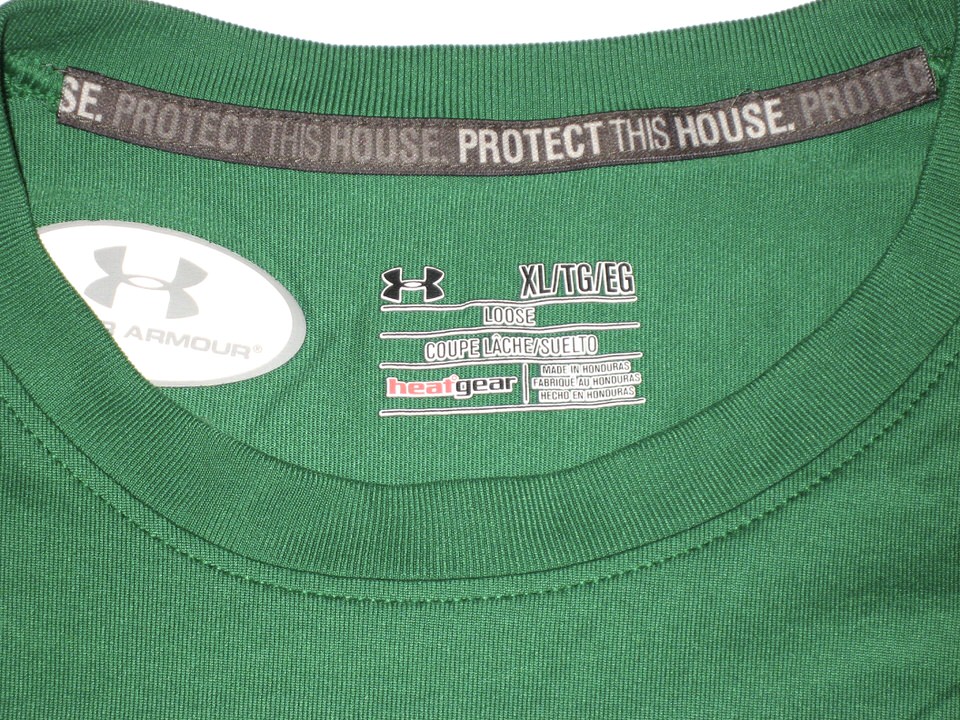 SE. PROTECT THIS HOUSE. PROTECT THIS HOUSE. PROTEC
ARMOUR®
XL/TG/EG
LOOSE
COUPE LÂCHE/SUELTO
heatgear
MADE IN HONDURAS
FABRIQUE AU HONDURAS
HECHO EN HONDURAS